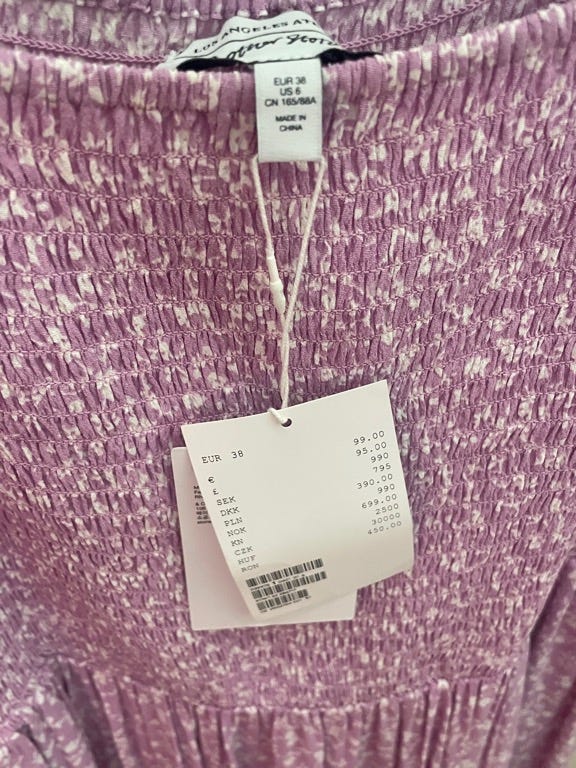 LOS ANGELES AT
other Stor
EUR 38
US 6
CN 165/88A
MADE IN
CHINA
EUR 38
€ 99.00
£ 95.00
SEK 990
DKK 795
PLN 390.00
NOK 990
KN 699.00
CZK 2500
HUF 30000
RON 450.00